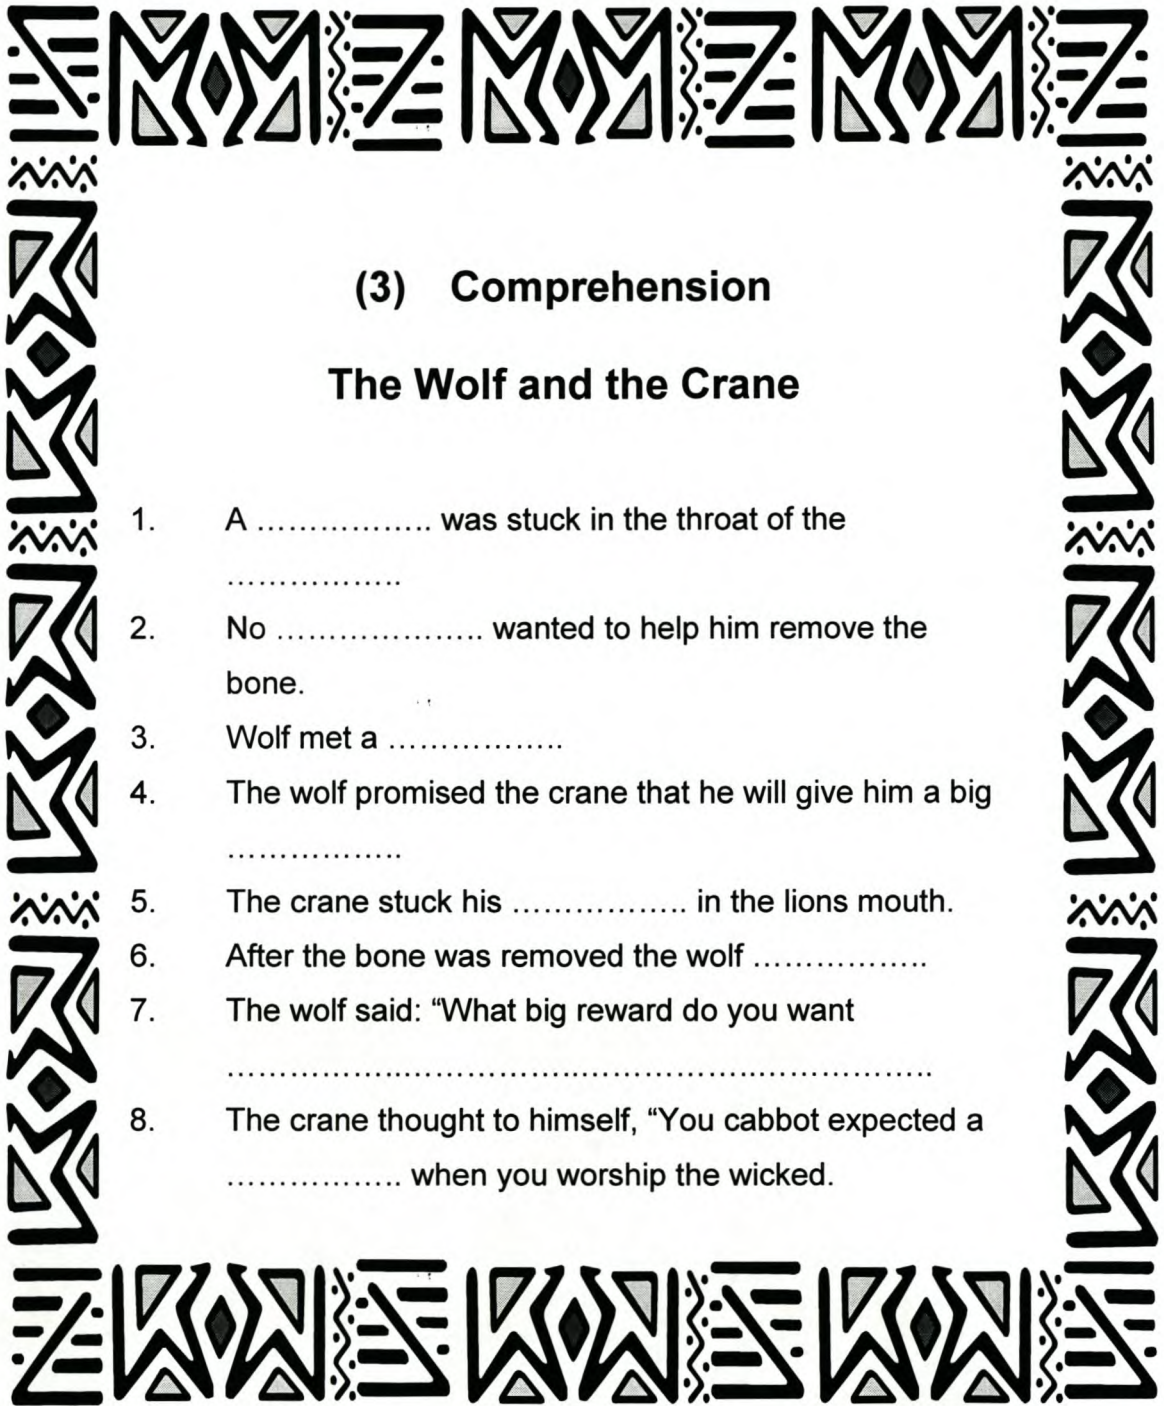 (3) Comprehension
The Wolf and the Crane
1. A ................. was stuck in the throat of the
.................
2. No .................... wanted to help him remove the
bone.
3. Wolf met a .................
4. The wolf promised the crane that he will give him a big
.................
5. The crane stuck his ................. in the lions mouth.
6. After the bone was removed the wolf .................
7. The wolf said: “What big reward do you want
....................................................................
8. The crane thought to himself, “You cabbot expected a
................. when you worship the wicked.